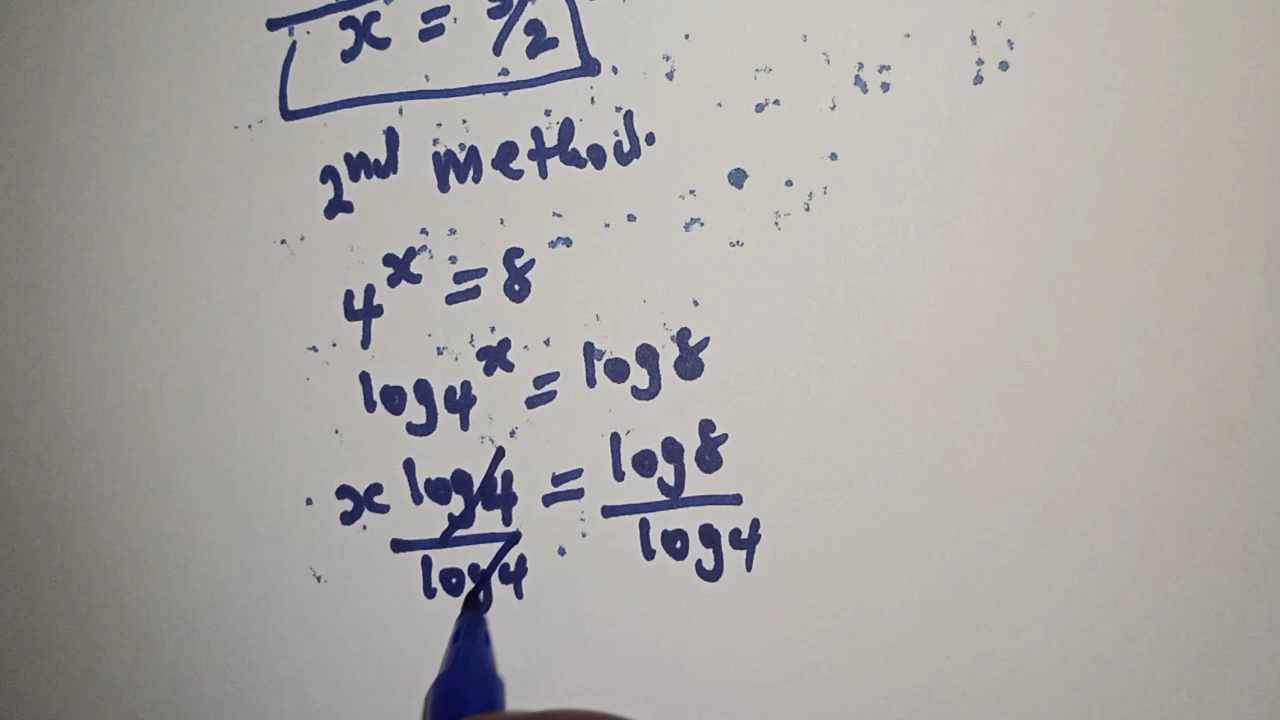 x = 3/2
2nd method.
4^x = 8
log4^x = log8
x log4/log4 = log8/log4